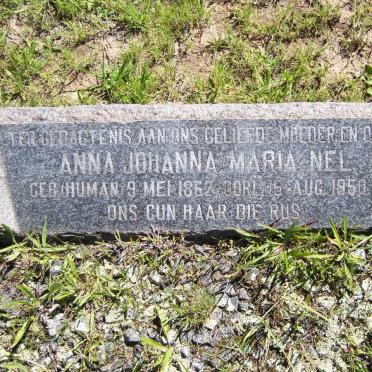 TER GEDAGTENIS AAN ONS GELIEFDE MOEDER EN O
ANNA JOHANNA MARIA NEL
GEB. HUMAN 9 MEI 1852 OORL. 15 AUG. 1950
ONS GUN HAAR DIE RUS